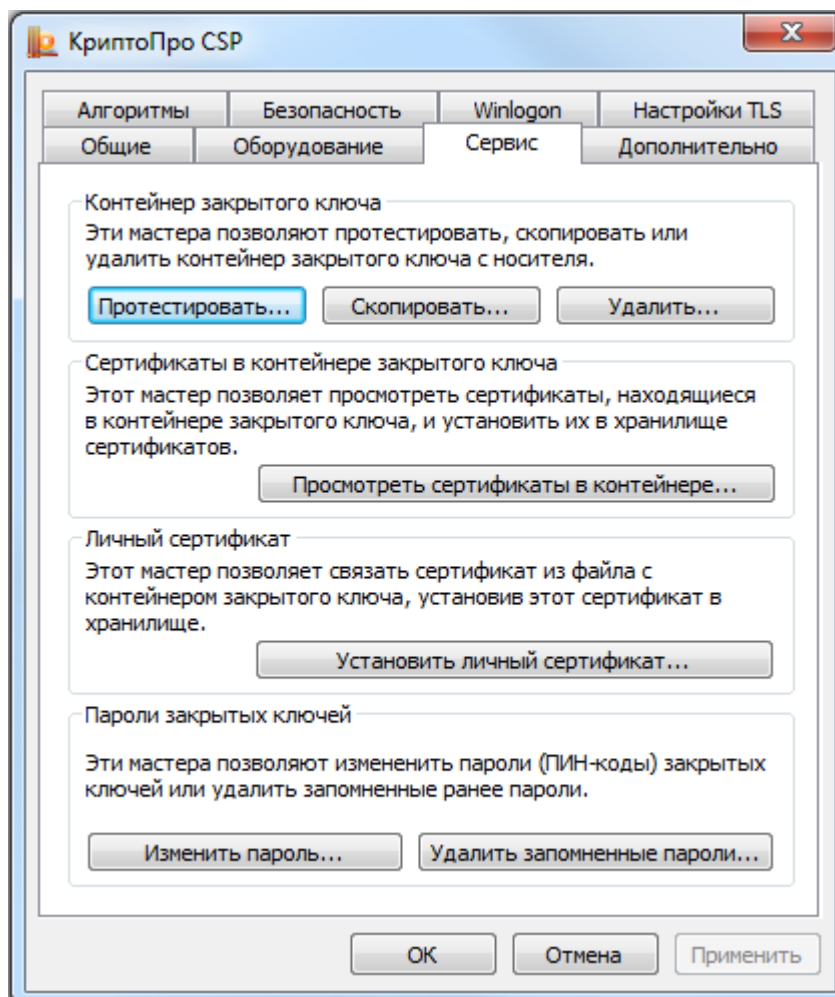 КриптоПро CSP
Алгоритмы Безопасность Winlogon Настройки TLS
Общие Оборудование Сервис Дополнительно
Контейнер закрытого ключа
Эти мастера позволяют протестировать, скопировать или
удалить контейнер закрытого ключа с носителя.
Протестировать... Скопировать... Удалить...
Сертификаты в контейнере закрытого ключа
Этот мастер позволяет просмотреть сертификаты, находящиеся
в контейнере закрытого ключа, и установить их в хранилище
сертификатов.
Просмотреть сертификаты в контейнере...
Личный сертификат
Этот мастер позволяет связать сертификат из файла с
контейнером закрытого ключа, установив этот сертификат в
хранилище.
Установить личный сертификат...
Пароли закрытых ключей
Эти мастера позволяют измененить пароли (ПИН-коды) закрытых
ключей или удалить запомненные ранее пароли.
Изменить пароль... Удалить запомненные пароли...
ОК Отмена Применить